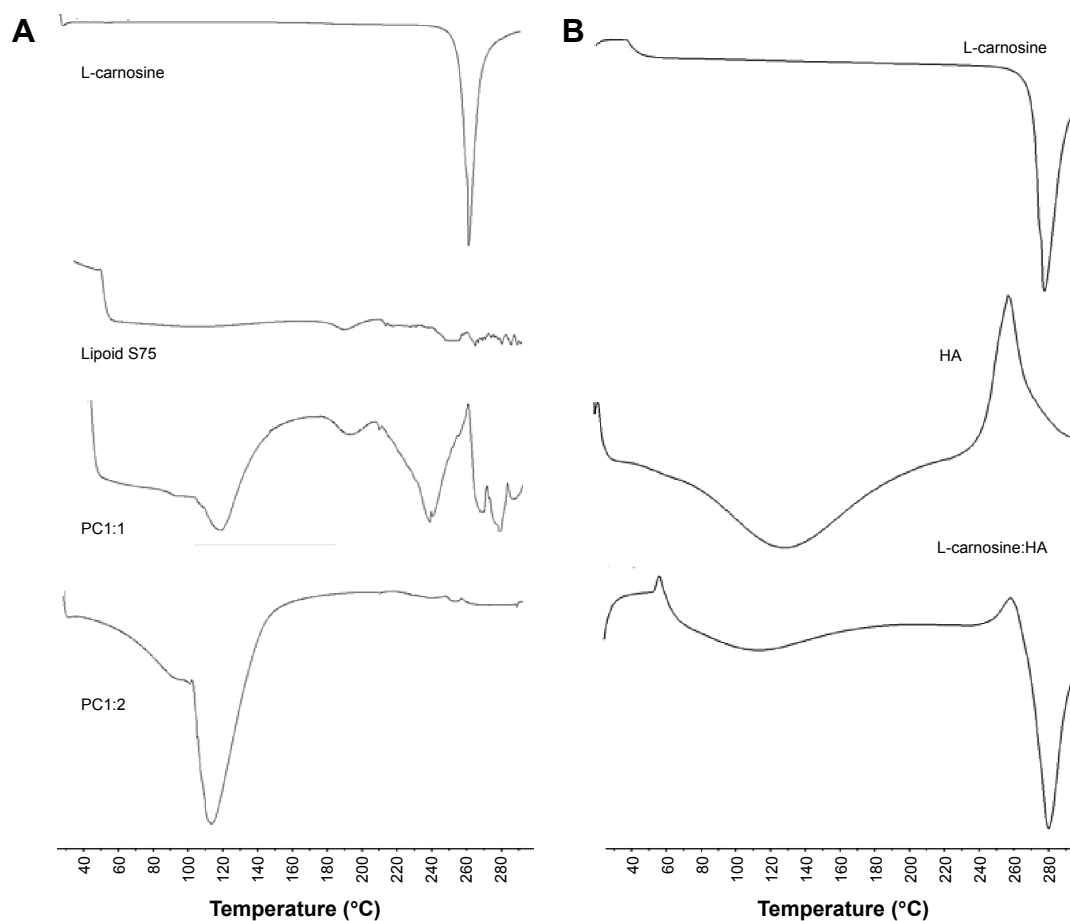 A
L-carnosine
Lipoid S75
PC1:1
PC1:2
40 60 80 100 120 140 160 180 200 220 240 260 280
Temperature (°C)
B
L-carnosine
HA
L-carnosine:HA
40 60 80 100 120 140 160 180 200 220 240 260 280
Temperature (°C)